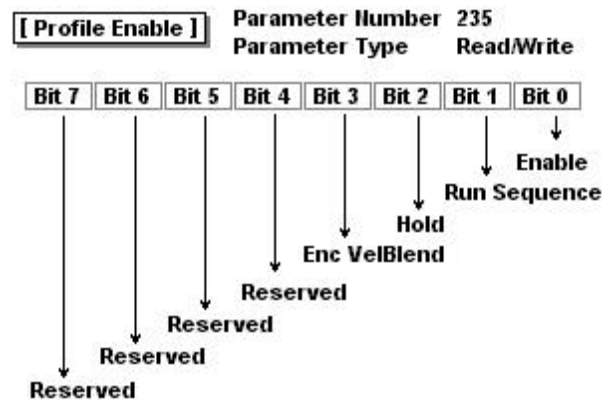 [ Profile Enable ] Parameter Number 235
Parameter Type Read/Write
Bit 7 Bit 6 Bit 5 Bit 4 Bit 3 Bit 2 Bit 1 Bit 0
Enable
Run Sequence
Hold
Enc VelBlend
Reserved
Reserved
Reserved
Reserved